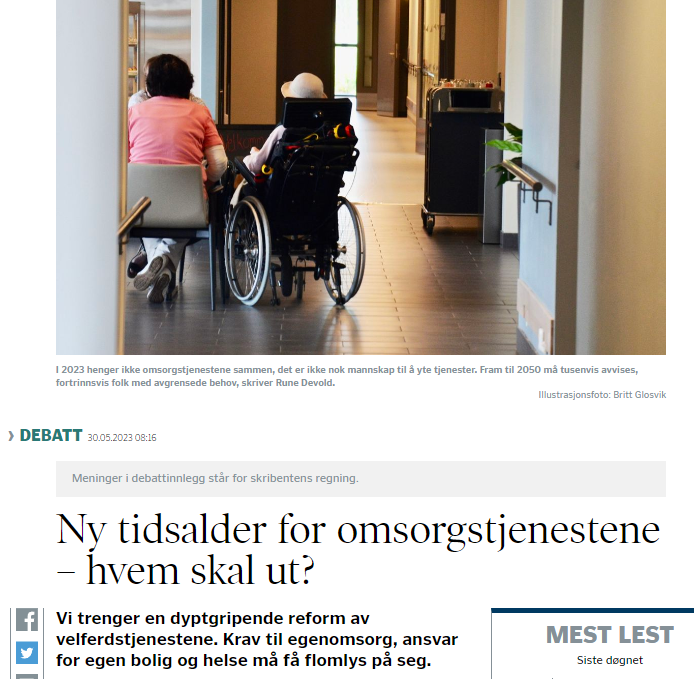 I 2023 henger ikke omsorgstjenestene sammen, det er ikke nok mannskap til å yte tjenester. Fram til 2050 må tusenvis avvises,
fortrinnsvis folk med avgrensede behov, skriver Rune Devold.
Illustrasjonsfoto: Britt Glosvik
› DEBATT 30.05.2023 08:16
Meninger i debattinnlegg står for skribentens regning.
Ny tidsalder for omsorgstjenestene
– hvem skal ut?
Vi trenger en dyptgripende reform av
velferdstjenestene. Krav til egenomsorg, ansvar
for egen bolig og helse må få flomlys på seg.
MEST LEST
Siste døgnet